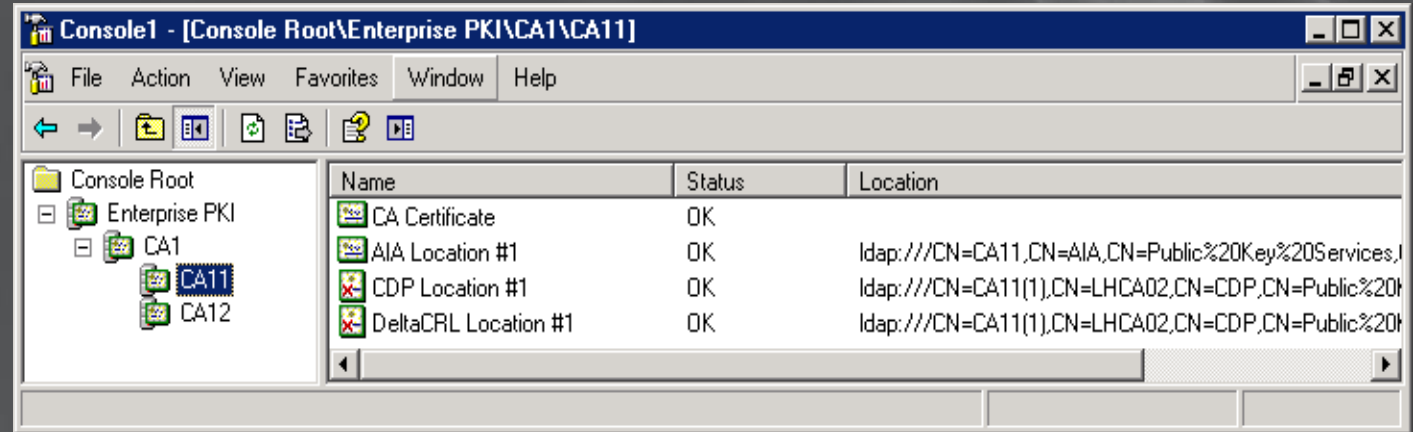 Console1 - [Console Root\Enterprise PKI\CA1\CA11]
File Action View Favorites Window Help
Console Root
Enterprise PKI
CA1
CA11
CA12
Name Status Location
CA Certificate OK
AIA Location #1 OK ldap:///CN=CA11,CN=AIA,CN=Public%20Key%20Services,
CDP Location #1 OK ldap:///CN=CA11(1),CN=LHCA02,CN=CDP,CN=Public%20
DeltaCRL Location #1 OK ldap:///CN=CA11(1),CN=LHCA02,CN=CDP,CN=Public%20